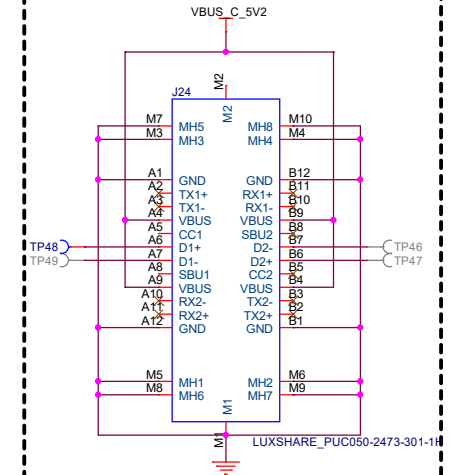 VBUS_C_5V2
J24
M2
M2
M7 MH5 MH8 M10
M3 MH3 MH4 M4
A1 GND GND B12
A2 TX1+ RX1+ B11
A3 TX1- RX1- B10
A4 VBUS VBUS B9
A5 CC1 SBU2 B8
TP48 A6 D1+ D2- B7 TP46
TP49 A7 D1- D2+ B6 TP47
A8 SBU1 CC2 B5
A9 VBUS VBUS B4
A10 RX2- TX2- B3
A11 RX2+ TX2+ B2
A12 GND GND B1
M5 MH1 MH2 M6
M8 MH6 MH7 M9
M1
M1
LUXSHARE_PUC050-2473-301-1H